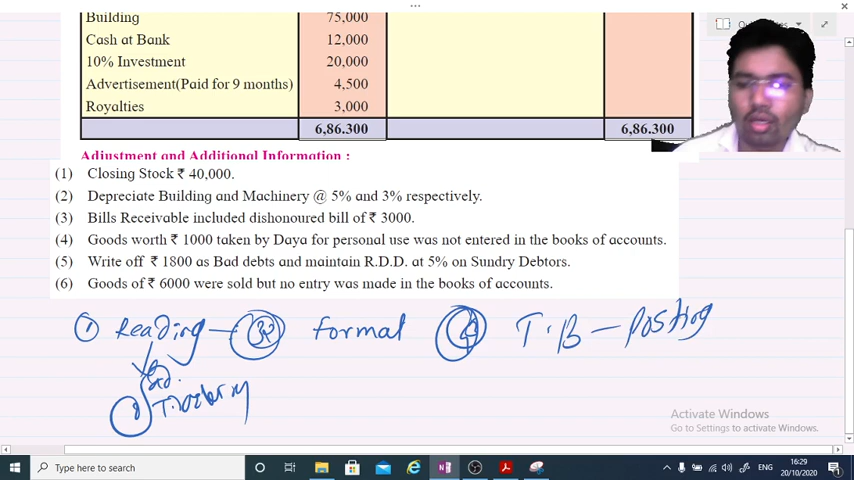 Building 75,000
Cash at Bank 12,000
10% Investment 20,000
Advertisement(Paid for 9 months) 4,500
Royalties 3,000
6,86.300 6,86.300
Adjustment and Additional Information :
(1) Closing Stock ₹ 40,000.
(2) Depreciate Building and Machinery @ 5% and 3% respectively.
(3) Bills Receivable included dishonoured bill of ₹ 3000.
(4) Goods worth ₹ 1000 taken by Daya for personal use was not entered in the books of accounts.
(5) Write off ₹ 1800 as Bad debts and maintain R.D.D. at 5% on Sundry Debtors.
(6) Goods of ₹ 6000 were sold but no entry was made in the books of accounts.
① Reading — formal T.B — Posting
Activate Windows
Go to Settings to activate Windows.
Type here to search
ENG
16:29
20/10/2020